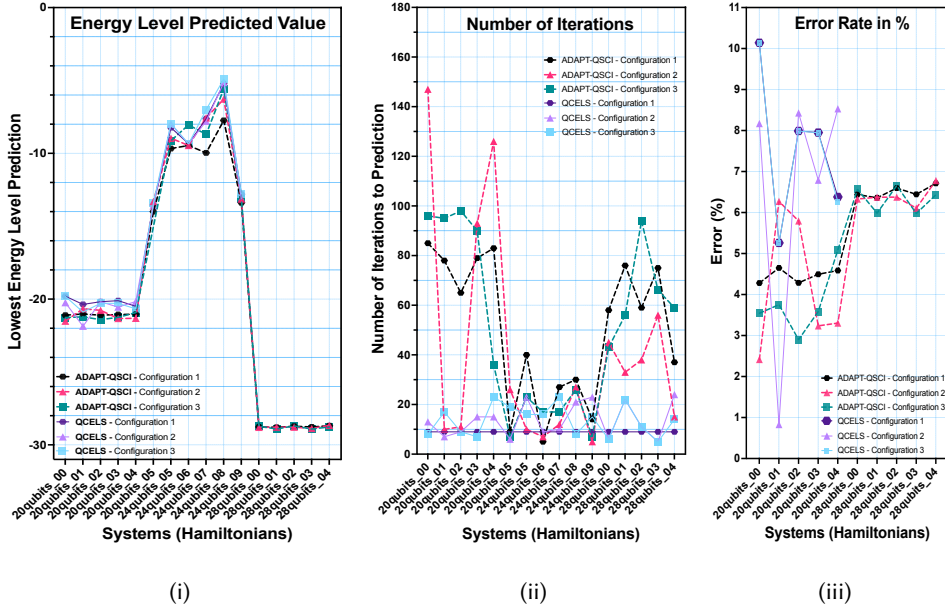 Energy Level Predicted Value
Lowest Energy Level Prediction
0
-10
-20
-30
ADAPT-QSCI - Configuration 1
ADAPT-QSCI - Configuration 2
ADAPT-QSCI - Configuration 3
QCELS - Configuration 1
QCELS - Configuration 2
QCELS - Configuration 3
20qubits_00
20qubits_01
20qubits_02
20qubits_03
20qubits_04
24qubits_05
24qubits_06
24qubits_07
24qubits_08
24qubits_09
28qubits_00
28qubits_01
28qubits_02
28qubits_03
28qubits_04
Systems (Hamiltonians)
(i)
Number of Iterations
Number of Iterations to Prediction
180
160
140
120
100
80
60
40
20
0
ADAPT-QSCI - Configuration 1
ADAPT-QSCI - Configuration 2
ADAPT-QSCI - Configuration 3
QCELS - Configuration 1
QCELS - Configuration 2
QCELS - Configuration 3
20qubits_00
20qubits_01
20qubits_02
20qubits_03
20qubits_04
24qubits_05
24qubits_06
24qubits_07
24qubits_08
24qubits_09
28qubits_00
28qubits_01
28qubits_02
28qubits_03
28qubits_04
Systems (Hamiltonians)
(ii)
Error Rate in %
Error (%)
11
10
9
8
7
6
5
4
3
2
1
0
ADAPT-QSCI - Configuration 1
ADAPT-QSCI - Configuration 2
ADAPT-QSCI - Configuration 3
QCELS - Configuration 1
QCELS - Configuration 2
QCELS - Configuration 3
20qubits_00
20qubits_01
20qubits_02
20qubits_03
20qubits_04
28qubits_00
28qubits_01
28qubits_02
28qubits_03
28qubits_04
Systems (Hamiltonians)
(iii)